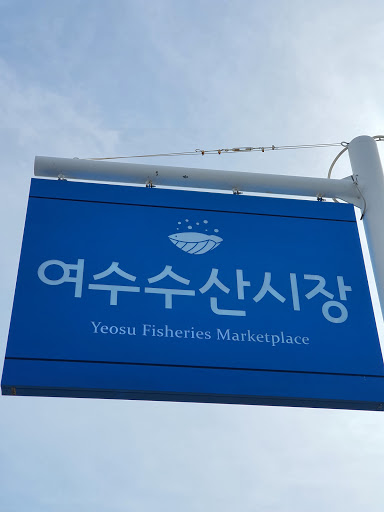 여수수산시장
Yeosu Fisheries Marketplace